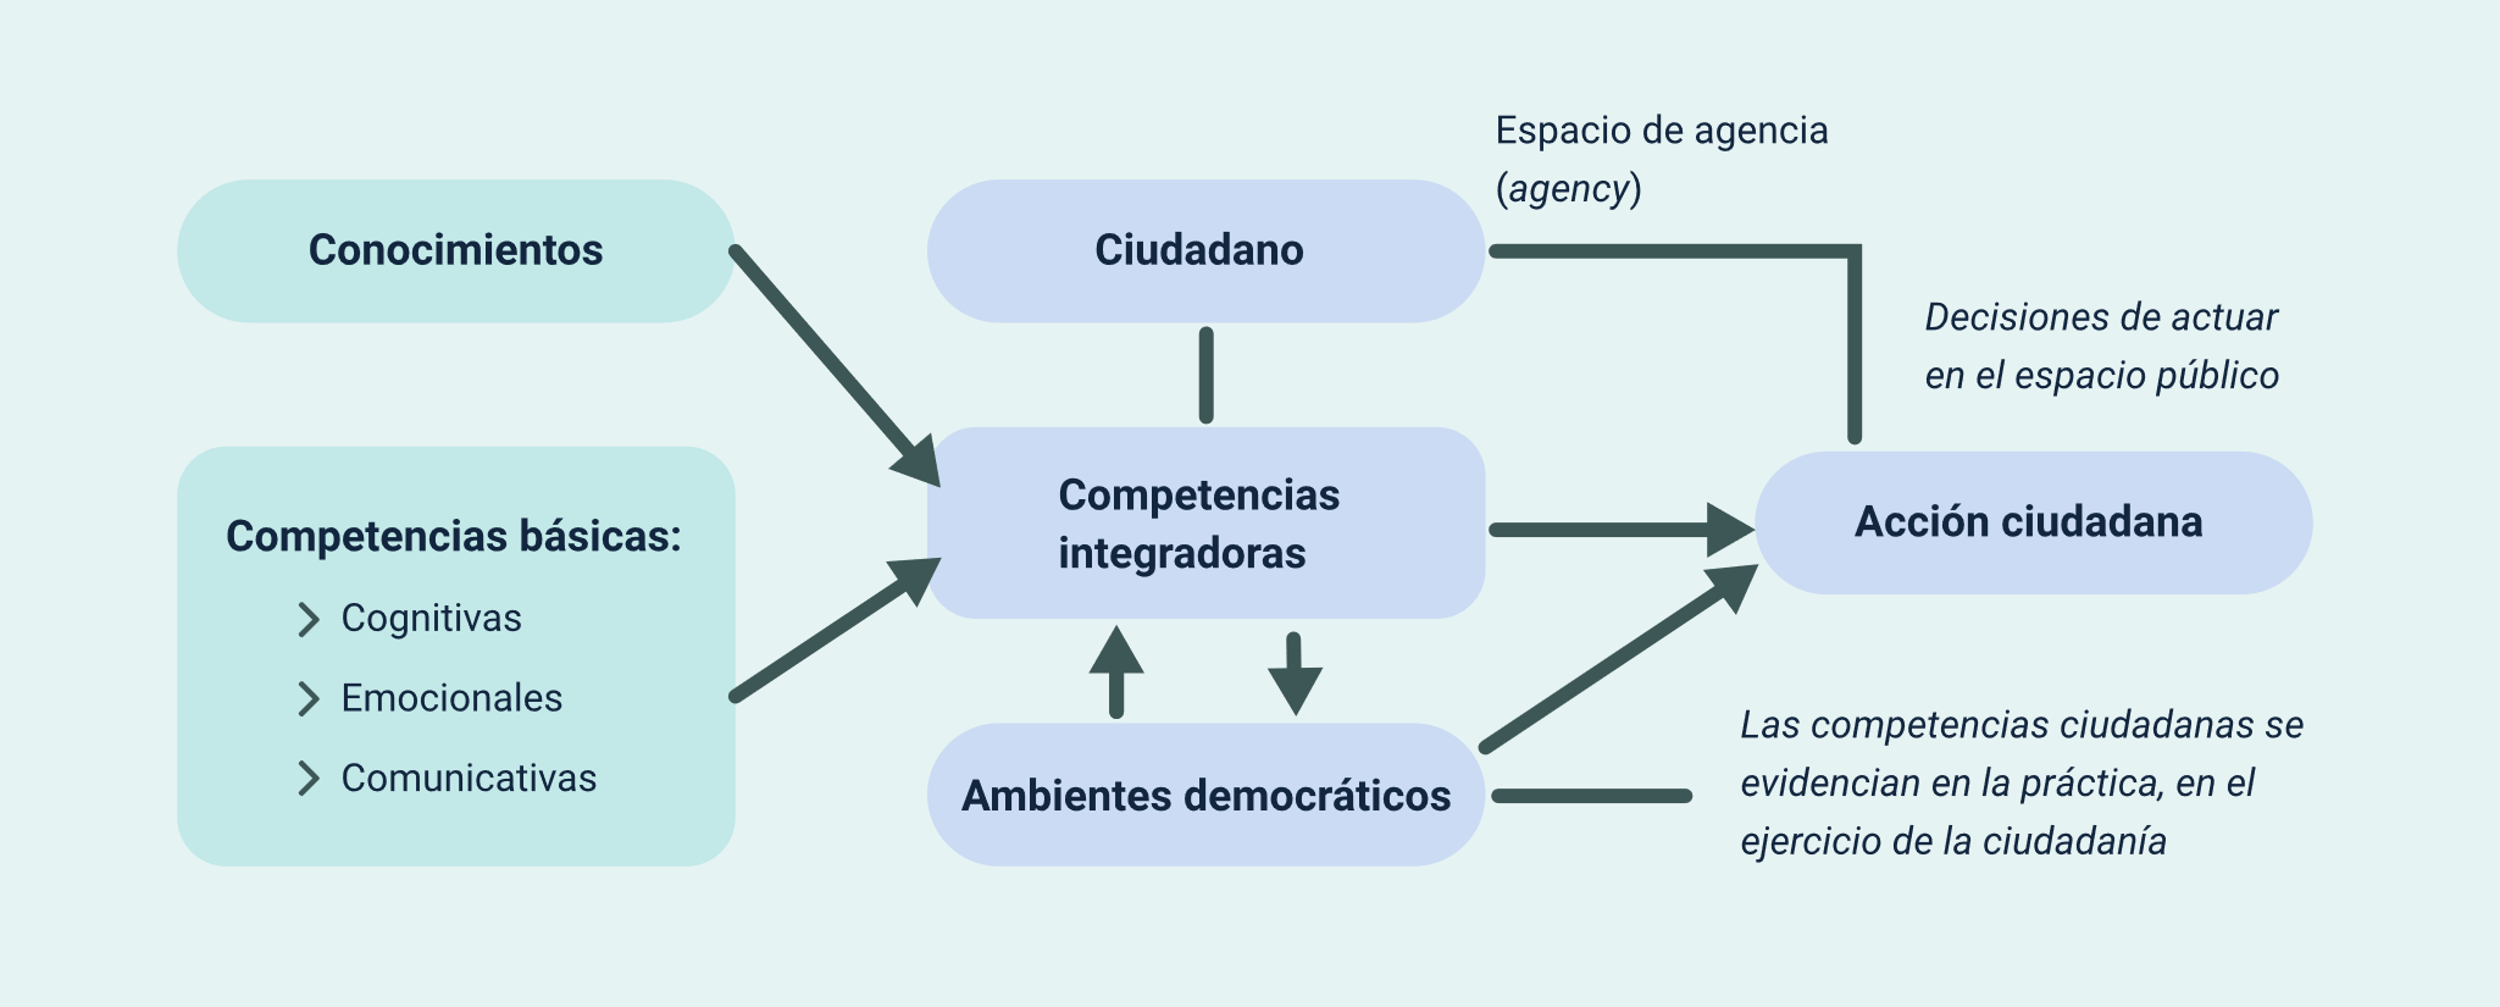 Conocimientos
Competencias básicas:
Cognitivas
Emocionales
Comunicativas
Ciudadano
Competencias
integradoras
Ambientes democráticos
Espacio de agencia
(agency)
Decisiones de actuar
en el espacio público
Acción ciudadana
Las competencias ciudadanas se
evidencian en la práctica, en el
ejercicio de la ciudadanía